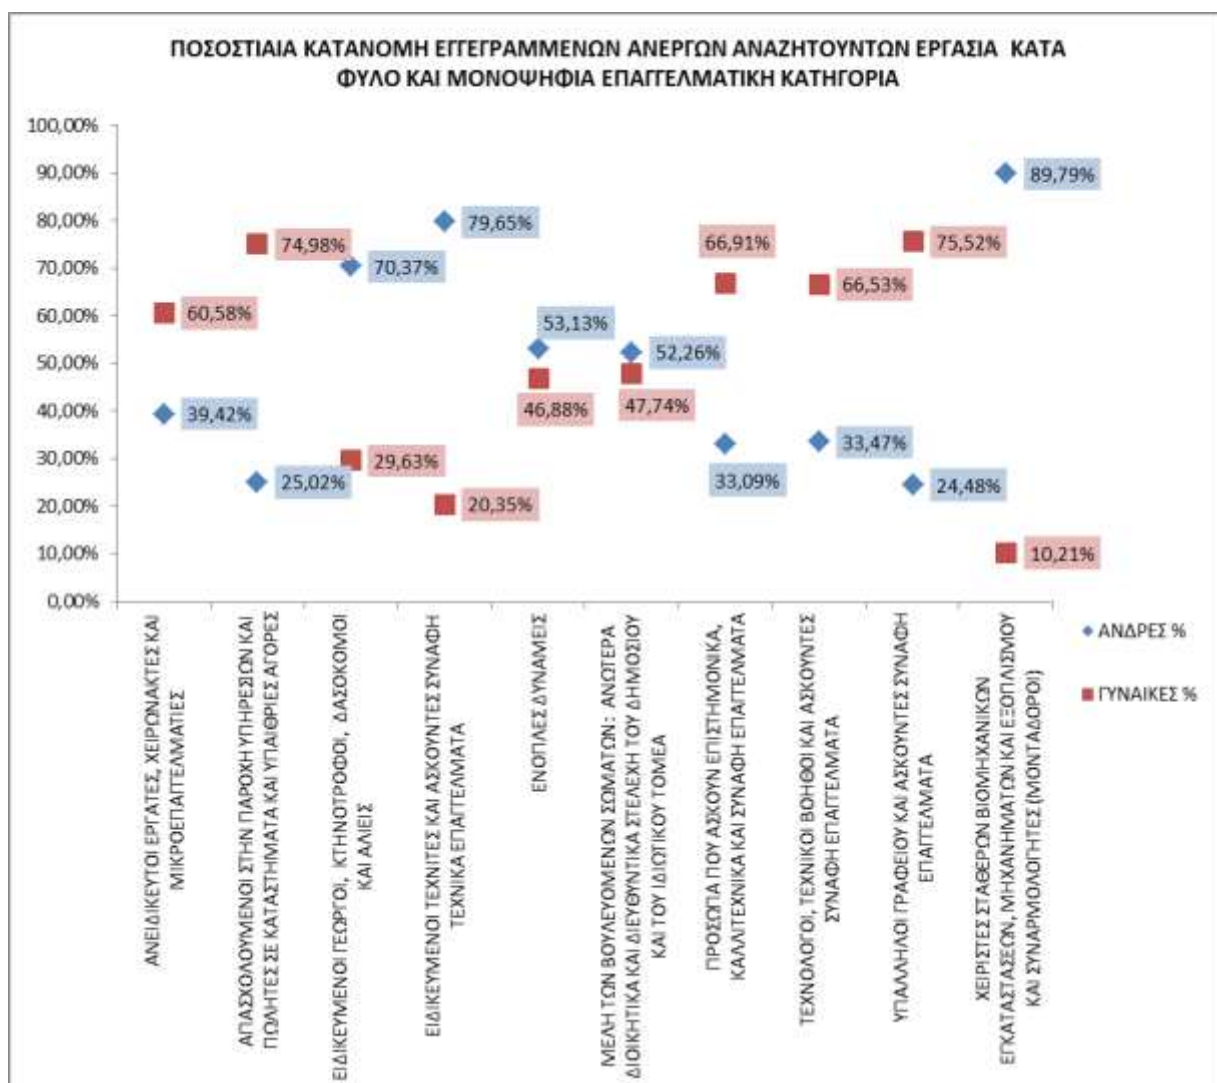 ΠΟΣΟΣΤΙΑΙΑ ΚΑΤΑΝΟΜΗ ΕΓΓΕΓΡΑΜΜΕΝΩΝ ΑΝΕΡΓΩΝ ΑΝΑΖΗΤΟΥΝΤΩΝ ΕΡΓΑΣΙΑ ΚΑΤΑ
ΦΥΛΟ ΚΑΙ ΜΟΝΟΨΗΦΙΑ ΕΠΑΓΓΕΛΜΑΤΙΚΗ ΚΑΤΗΓΟΡΙΑ
100,00%
90,00%
80,00%
70,00%
60,00%
50,00%
40,00%
30,00%
20,00%
10,00%
0,00%
60,58%
39,42%
74,98%
25,02%
70,37%
29,63%
79,65%
20,35%
53,13%
46,88%
52,26%
47,74%
66,91%
33,09%
66,53%
33,47%
75,52%
24,48%
89,79%
10,21%
ΑΝΕΙΔΙΚΕΥΤΟΙ ΕΡΓΑΤΕΣ, ΧΕΙΡΩΝΑΚΤΕΣ ΚΑΙ
ΜΙΚΡΟΕΠΑΓΓΕΛΜΑΤΙΕΣ
ΑΠΑΣΧΟΛΟΥΜΕΝΟΙ ΣΤΗΝ ΠΑΡΟΧΗ ΥΠΗΡΕΣΙΩΝ ΚΑΙ
ΠΩΛΗΤΕΣ ΣΕ ΚΑΤΑΣΤΗΜΑΤΑ ΚΑΙ ΥΠΑΙΘΡΙΕΣ ΑΓΟΡΕΣ
ΕΙΔΙΚΕΥΜΕΝΟΙ ΓΕΩΡΓΟΙ, ΚΤΗΝΟΤΡΟΦΟΙ, ΔΑΣΟΚΟΜΟΙ
ΚΑΙ ΑΛΙΕΙΣ
ΕΙΔΙΚΕΥΜΕΝΟΙ ΤΕΧΝΙΤΕΣ ΚΑΙ ΑΣΚΟΥΝΤΕΣ ΣΥΝΑΦΗ
ΤΕΧΝΙΚΑ ΕΠΑΓΓΕΛΜΑΤΑ
ΕΝΟΠΛΕΣ ΔΥΝΑΜΕΙΣ
ΜΕΛΗ ΤΩΝ ΒΟΥΛΕΥΟΜΕΝΩΝ ΣΩΜΑΤΩΝ: ΑΝΩΤΕΡΑ
ΔΙΟΙΚΗΤΙΚΑ ΚΑΙ ΔΙΕΥΘΥΝΤΙΚΑ ΣΤΕΛΕΧΗ ΤΟΥ ΔΗΜΟΣΙΟΥ
ΚΑΙ ΤΟΥ ΙΔΙΩΤΙΚΟΥ ΤΟΜΕΑ
ΠΡΟΣΩΠΑ ΠΟΥ ΑΣΚΟΥΝ ΕΠΙΣΤΗΜΟΝΙΚΑ,
ΚΑΛΛΙΤΕΧΝΙΚΑ ΚΑΙ ΣΥΝΑΦΗ ΕΠΑΓΓΕΛΜΑΤΑ
ΤΕΧΝΟΛΟΓΟΙ, ΤΕΧΝΙΚΟΙ ΒΟΗΘΟΙ ΚΑΙ ΑΣΚΟΥΝΤΕΣ
ΣΥΝΑΦΗ ΕΠΑΓΓΕΛΜΑΤΑ
ΥΠΑΛΛΗΛΟΙ ΓΡΑΦΕΙΟΥ ΚΑΙ ΑΣΚΟΥΝΤΕΣ ΣΥΝΑΦΗ
ΕΠΑΓΓΕΛΜΑΤΑ
ΧΕΙΡΙΣΤΕΣ ΣΤΑΘΕΡΩΝ ΒΙΟΜΗΧΑΝΙΚΩΝ
ΕΓΚΑΤΑΣΤΑΣΕΩΝ, ΜΗΧΑΝΗΜΑΤΩΝ ΚΑΙ ΕΞΟΠΛΙΣΜΟΥ
ΚΑΙ ΣΥΝΑΡΜΟΛΟΓΗΤΕΣ (ΜΟΝΤΑΔΟΡΟΙ)
ΑΝΔΡΕΣ %
ΓΥΝΑΙΚΕΣ %